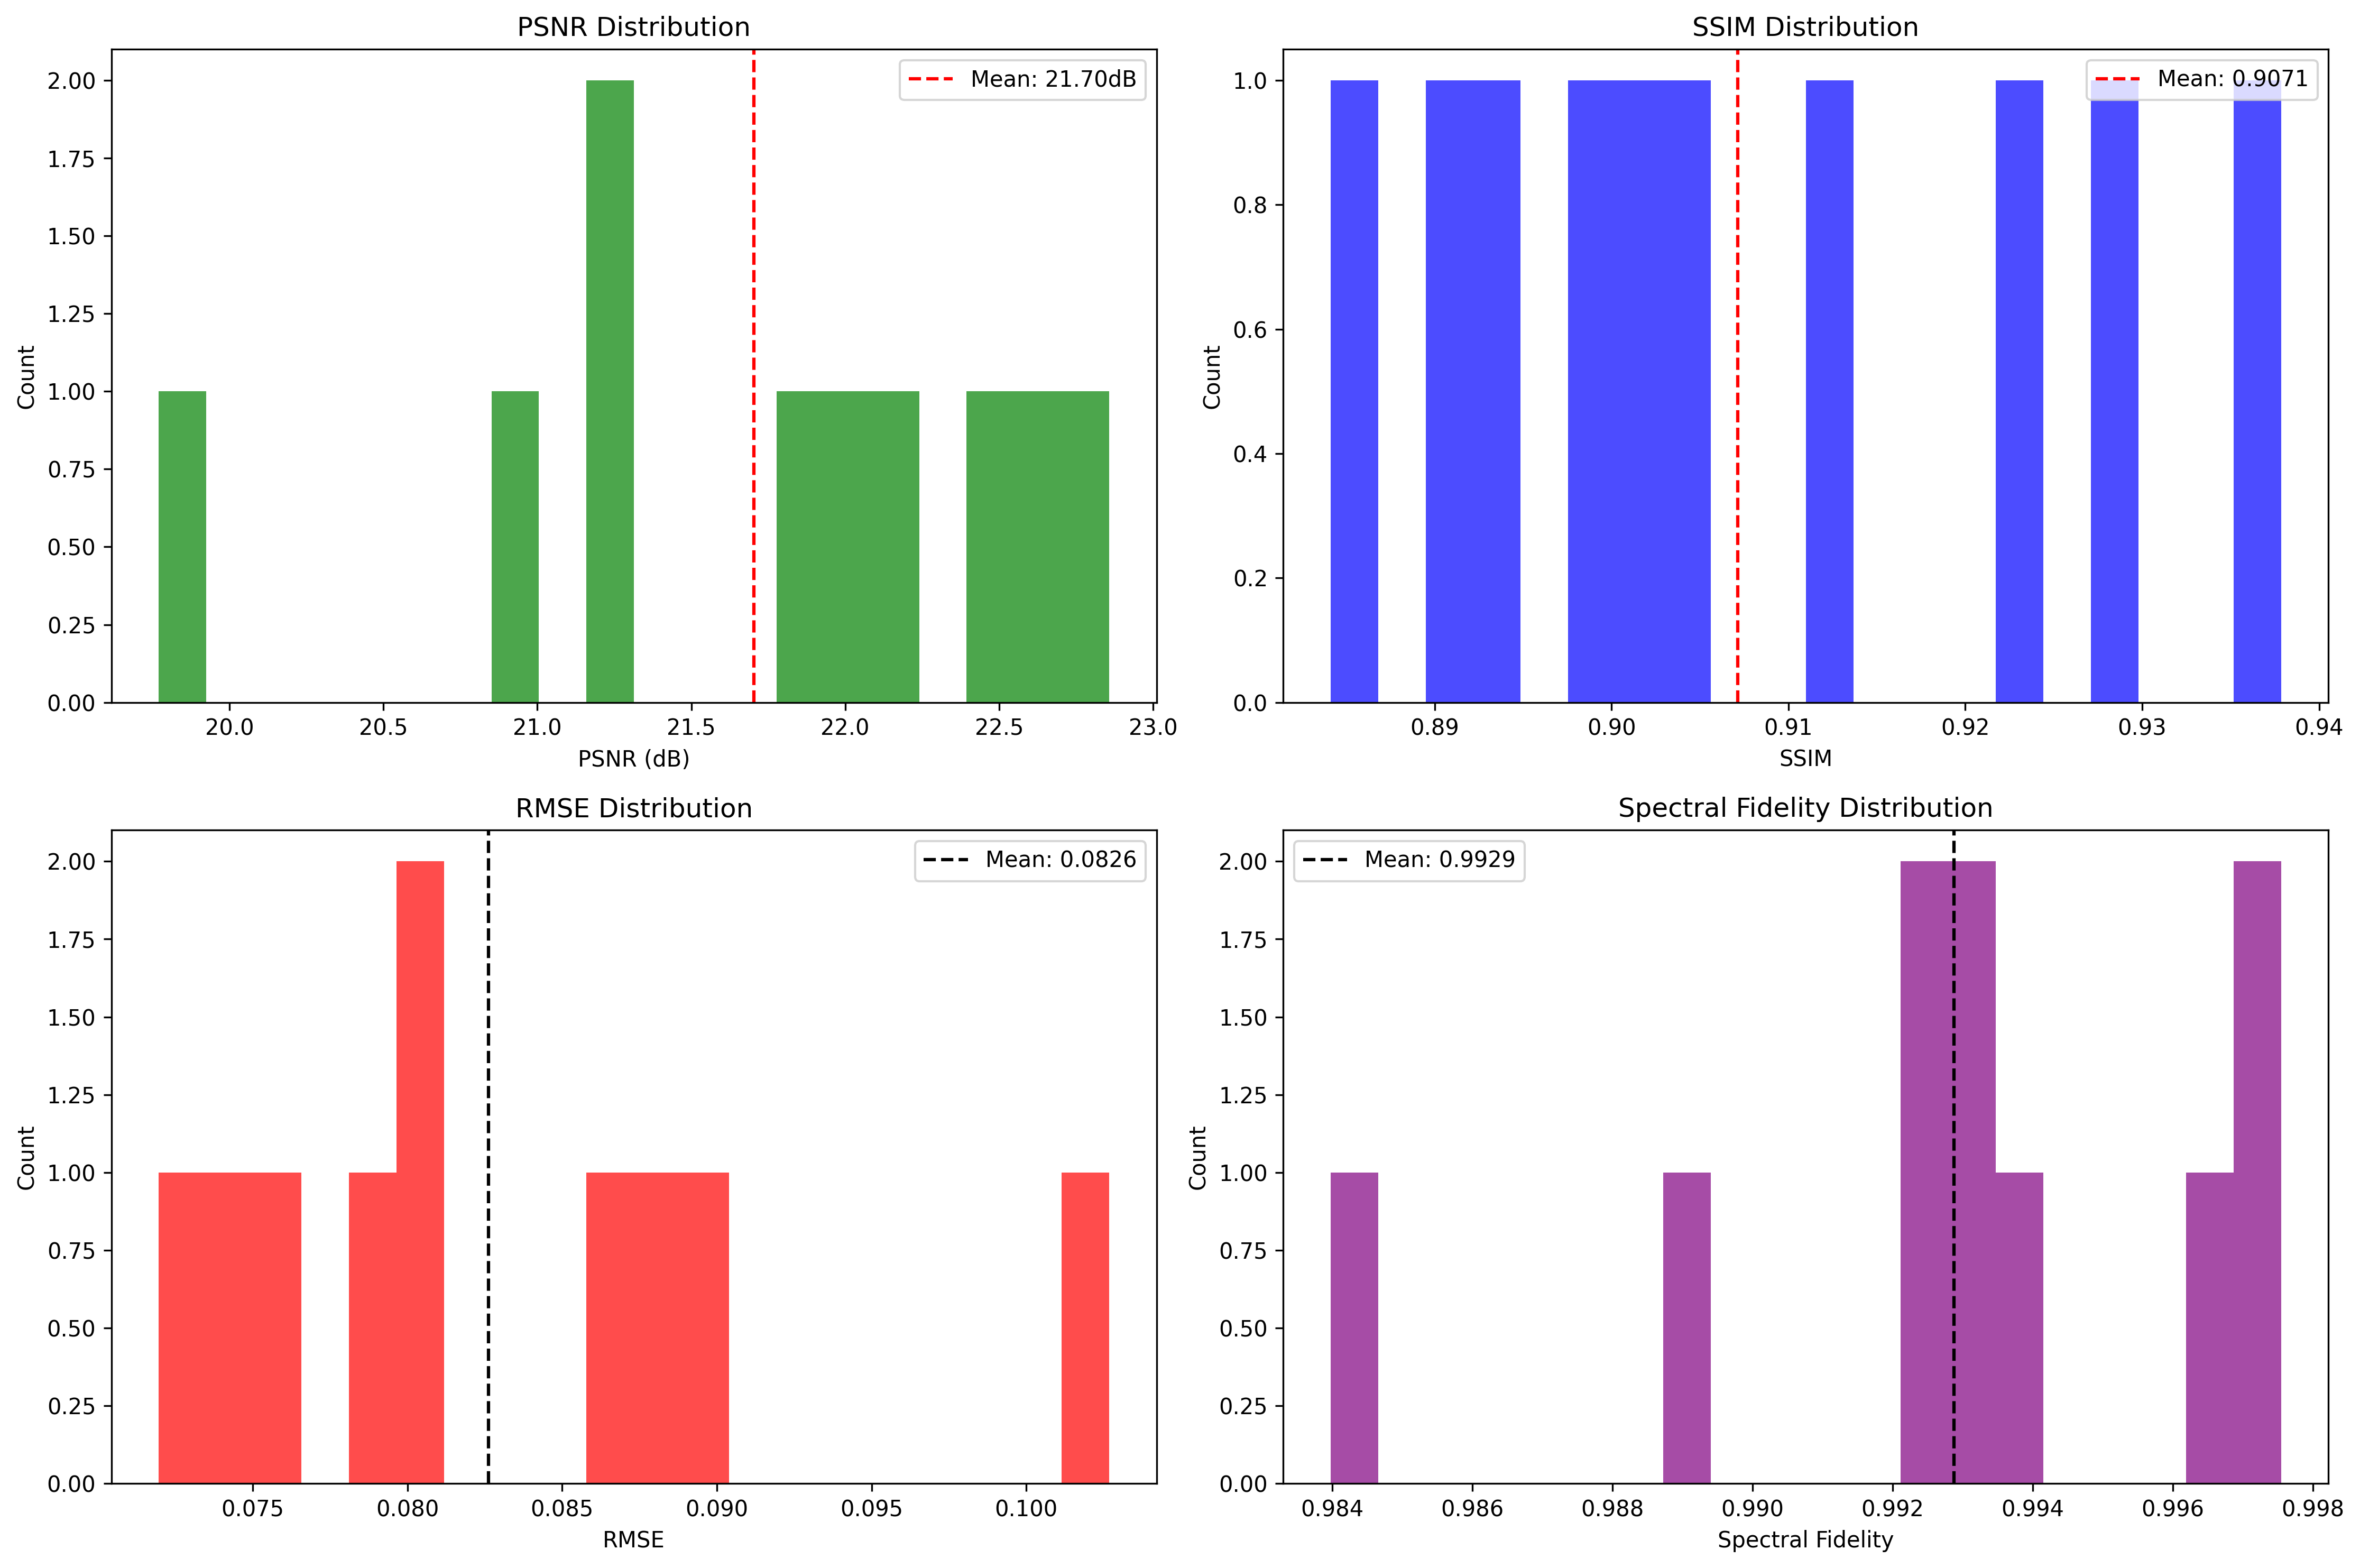 PSNR Distribution
Mean: 21.70dB
2.00
1.75
1.50
1.25
1.00
0.75
0.50
0.25
0.00
Count
20.0 20.5 21.0 21.5 22.0 22.5 23.0
PSNR (dB)
SSIM Distribution
Mean: 0.9071
1.0
0.8
0.6
0.4
0.2
0.0
Count
0.89 0.90 0.91 0.92 0.93 0.94
SSIM
RMSE Distribution
Mean: 0.0826
2.00
1.75
1.50
1.25
1.00
0.75
0.50
0.25
0.00
Count
0.075 0.080 0.085 0.090 0.095 0.100
RMSE
Spectral Fidelity Distribution
Mean: 0.9929
2.00
1.75
1.50
1.25
1.00
0.75
0.50
0.25
0.00
Count
0.984 0.986 0.988 0.990 0.992 0.994 0.996 0.998
Spectral Fidelity